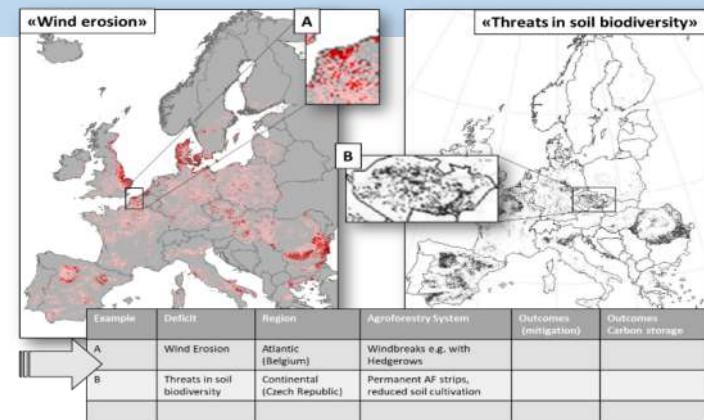 «Wind erosion»
A
«Threats in soil biodiversity»
B
Example Deficit Region Agroforestry System Outcomes (mitigation) Outcomes Carbon storage
A Wind Erosion Atlantic (Belgium) Windbreaks e.g. with Hedgerows
B Threats in soil biodiversity Continental (Czech Republic) Permanent AF strips, reduced soil cultivation